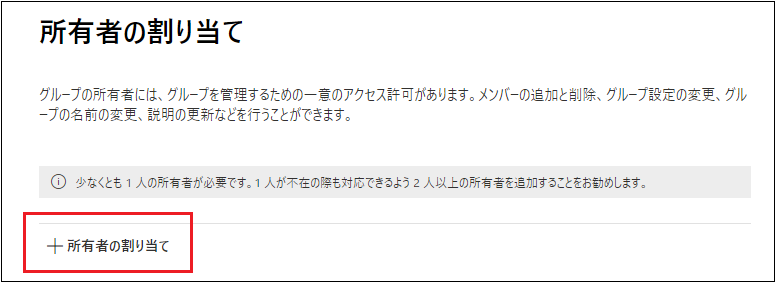 所有者の割り当て
グループの所有者には、グループを管理するための一意のアクセス許可があります。メンバーの追加と削除、グループ設定の変更、グルー
プの名前の変更、説明の更新などを行うことができます。
少なくとも 1 人の所有者が必要です。1 人が不在の際も対応できるよう 2 人以上の所有者を追加することをお勧めします。
所有者の割り当て